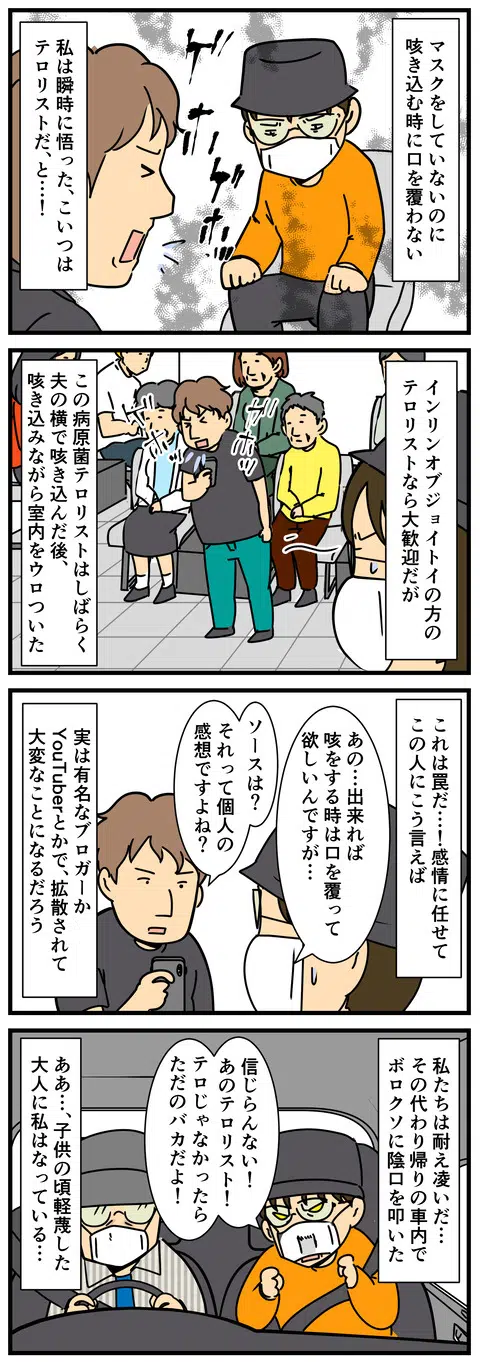 マスクをしていないのに
咳き込む時に口を覆わない
ゲホッ
ゲホッ
私は瞬時に悟った、こいつは
テロリストだ、と…!
インリンオブジョイトイの方の
テロリストなら大歓迎だが
ゲホッ
ゲホッ
この病原菌テロリストはしばらく
夫の横で咳き込んだ後、
咳き込みながら室内をウロついた
これは罠だ…!感情に任せて
この人にこう言えば
あの…出来れば
咳をする時は口を覆って
欲しいんですが…
ソースは?
それって個人の
感想ですよね?
実は有名なブロガーか
YouTuberとかで、拡散されて
大変なことになるだろう
私たちは耐え凌いだ…
その代わり帰りの車内で
ボロクソに陰口を叩いた
信じらんない!
あのテロリスト!
テロじゃなかったら
ただのバカだよ!
ああ…、子供の頃軽蔑した
大人に私はなっている…